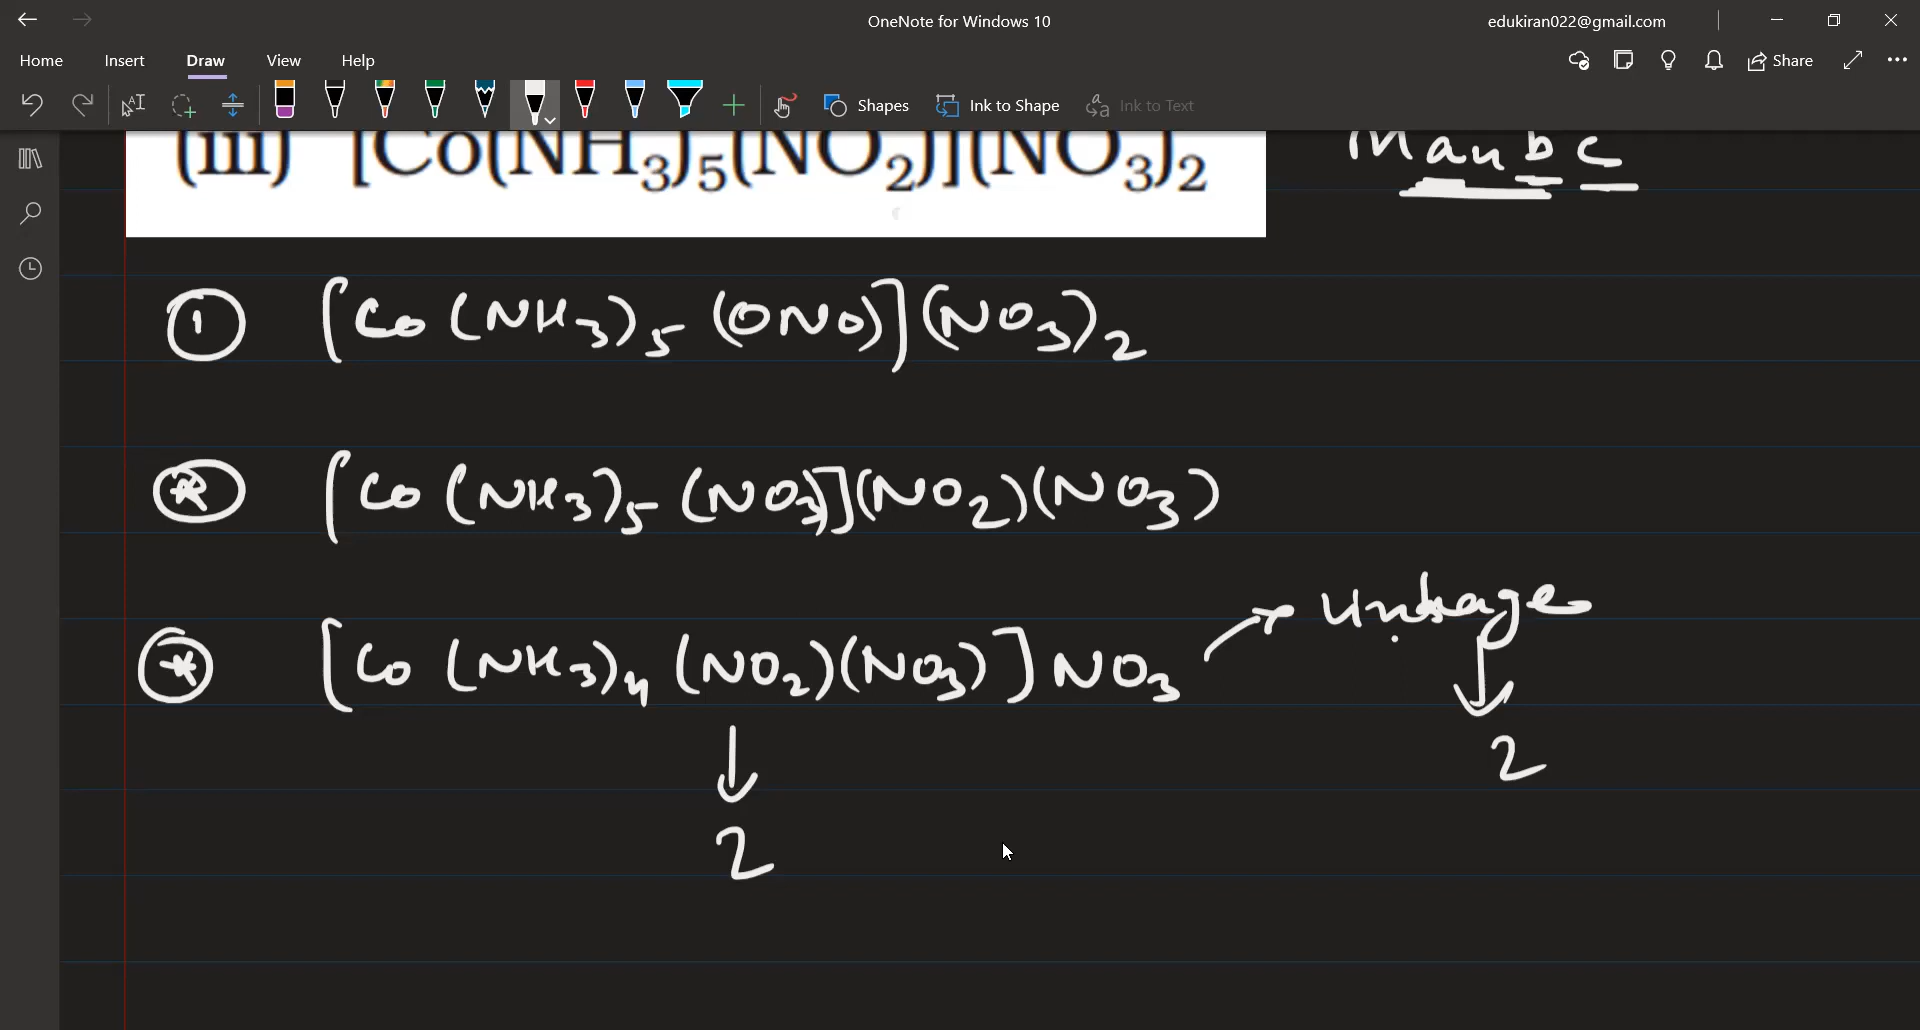 OneNote for Windows 10
edukiran022@gmail.com
Home Insert Draw View Help
Share
Shapes Ink to Shape Ink to Text
(iii) [Co(NH₃)₅(NO₂)](NO₃)₂
Ma₄bc
① [Co(NH₃)₅(ONO)](NO₃)₂
[Co(NH₃)₅(NO₃)](NO₂)(NO₃)
[Co(NH₃)₄(NO₂)(NO₃)]NO₃ →
↓ ↓
2
2